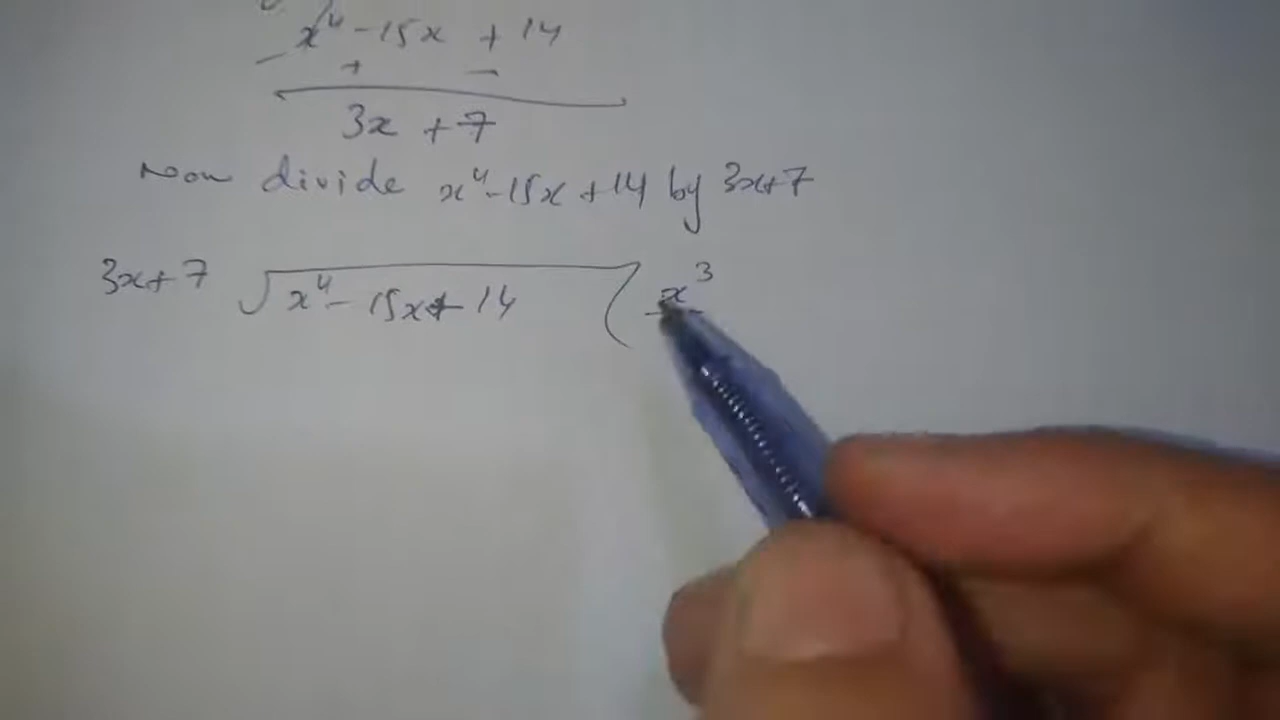 x⁴ - 15x + 14
- + -
3x + 7
Now divide x⁴ - 15x + 14 by 3x+7
3x+7 √ x⁴ - 15x + 14 ( x³